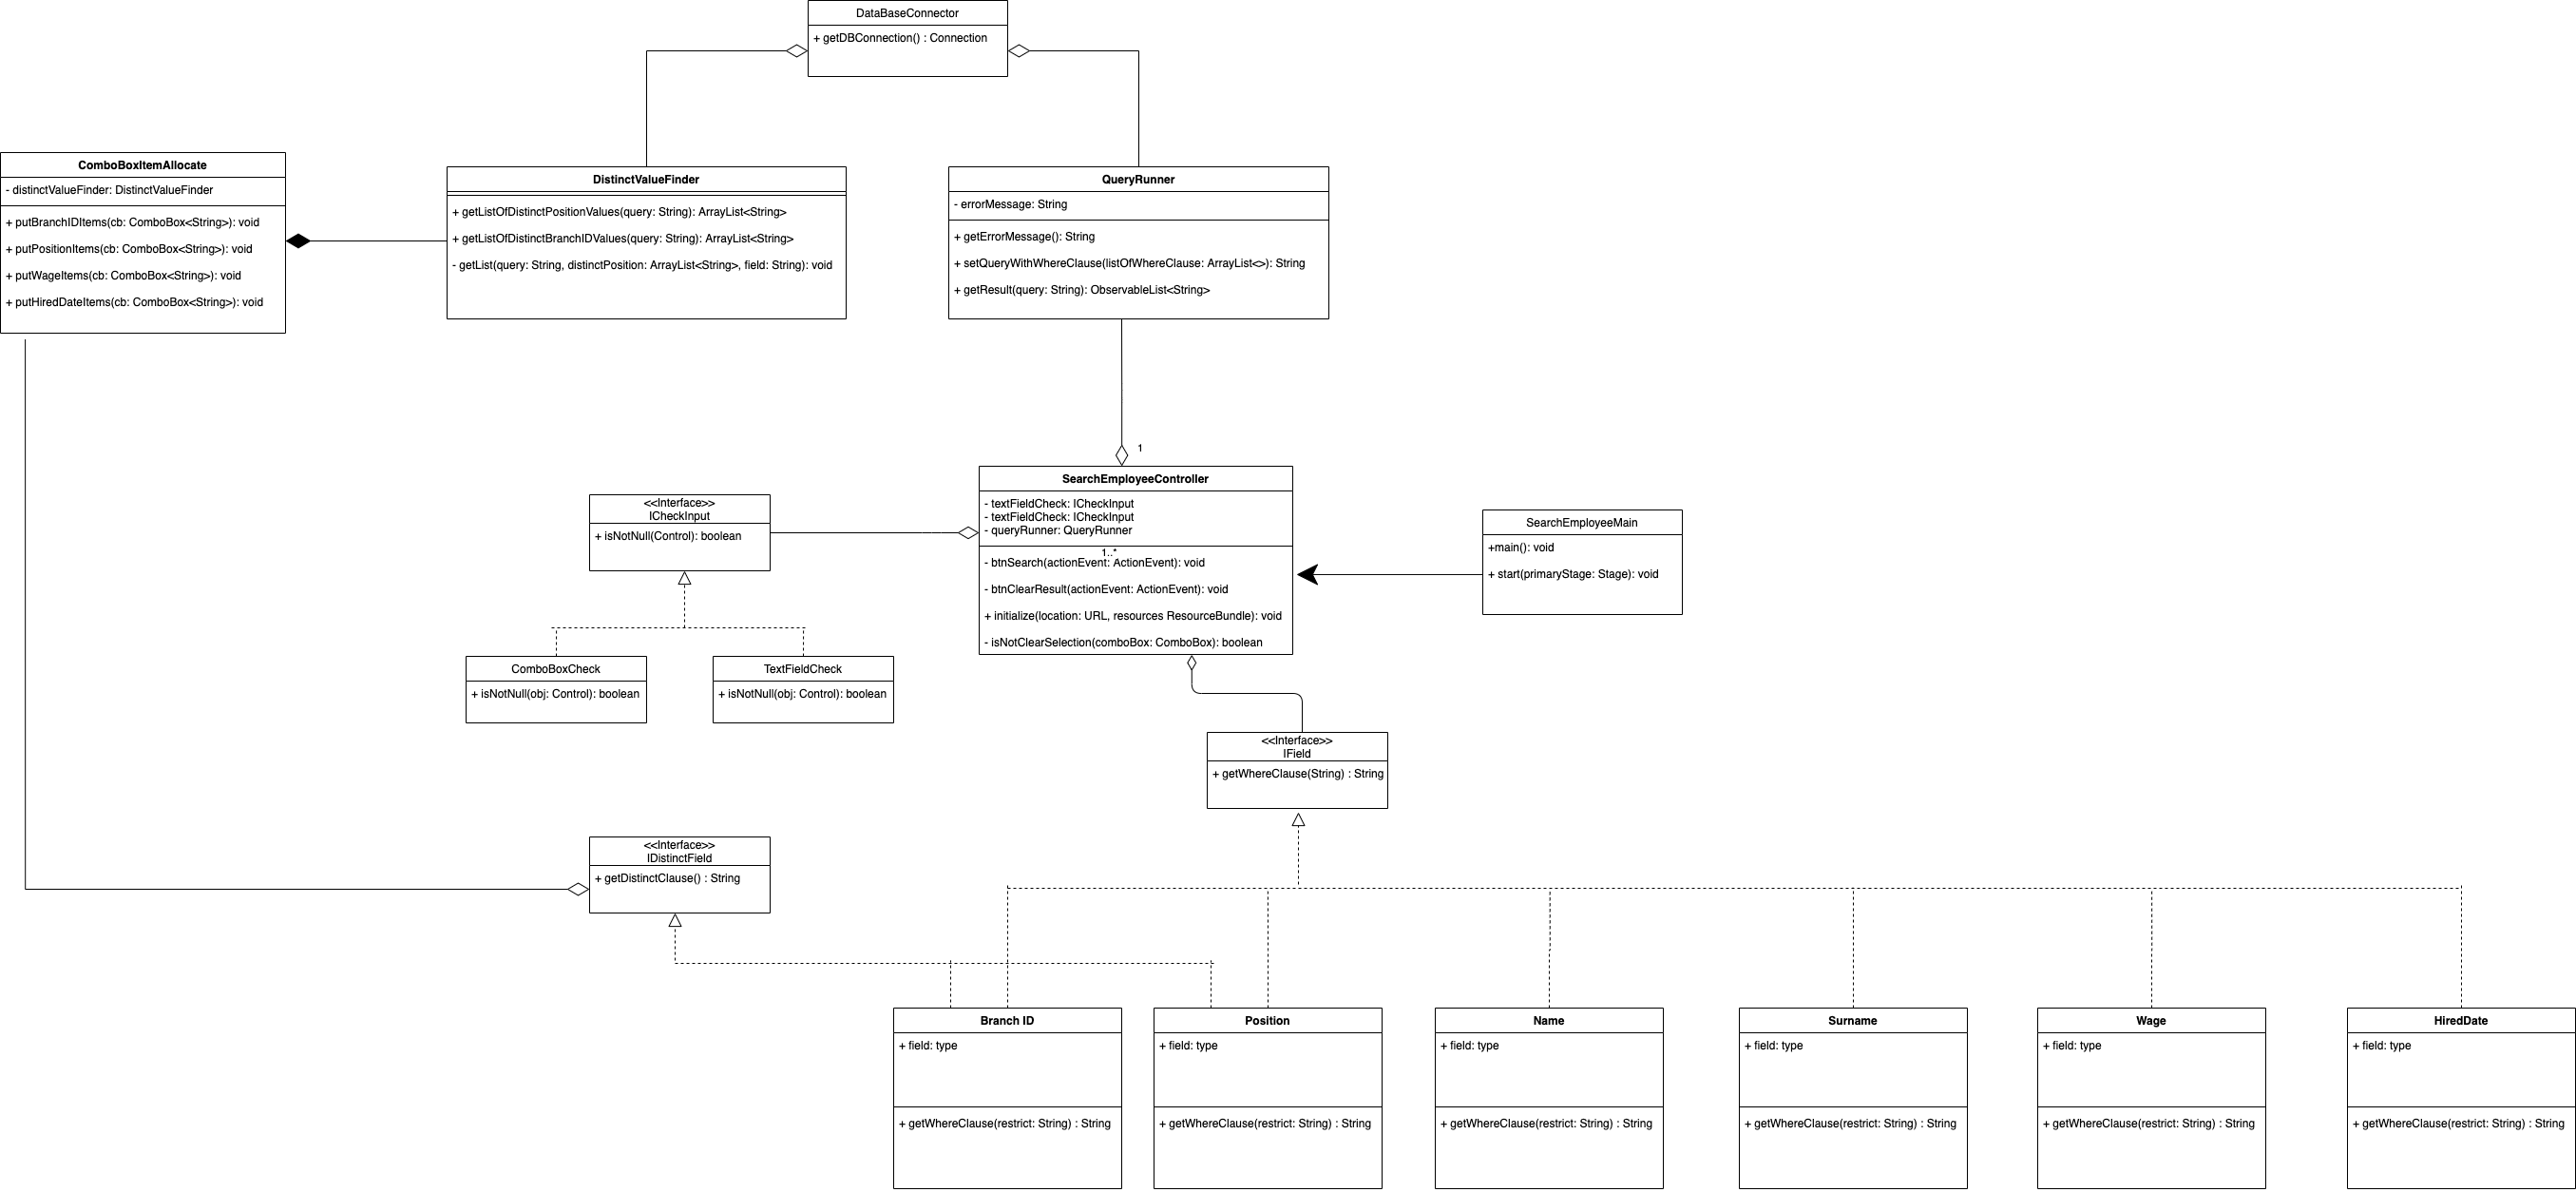 DataBaseConnector
+ getDBConnection() : Connection
ComboBoxItemAllocate
- distinctValueFinder: DistinctValueFinder
+ putBranchIDItems(cb: ComboBox<String>): void
+ putPositionItems(cb: ComboBox<String>): void
+ putWageItems(cb: ComboBox<String>): void
+ putHiredDateItems(cb: ComboBox<String>): void
DistinctValueFinder
+ getListOfDistinctPositionValues(query: String): ArrayList<String>
+ getListOfDistinctBranchIDValues(query: String): ArrayList<String>
- getList(query: String, distinctPosition: ArrayList<String>, field: String): void
QueryRunner
- errorMessage: String
+ getErrorMessage(): String
+ setQueryWithWhereClause(listOfWhereClause: ArrayList<>): String
+ getResult(query: String): ObservableList<String>
1
SearchEmployeeController
- textFieldCheck: ICheckInput
- textFieldCheck: ICheckInput
- queryRunner: QueryRunner
1..*
- btnSearch(actionEvent: ActionEvent): void
- btnClearResult(actionEvent: ActionEvent): void
+ initialize(location: URL, resources ResourceBundle): void
- isNotClearSelection(comboBox: ComboBox): boolean
<<Interface>>
ICheckInput
+ isNotNull(Control): boolean
SearchEmployeeMain
+main(): void
+ start(primaryStage: Stage): void
ComboBoxCheck
+ isNotNull(obj: Control): boolean
TextFieldCheck
+ isNotNull(obj: Control): boolean
<<Interface>>
IField
+ getWhereClause(String) : String
<<Interface>>
IDistinctField
+ getDistinctClause() : String
Branch ID
+ field: type
+ getWhereClause(restrict: String) : String
Position
+ field: type
+ getWhereClause(restrict: String) : String
Name
+ field: type
+ getWhereClause(restrict: String) : String
Surname
+ field: type
+ getWhereClause(restrict: String) : String
Wage
+ field: type
+ getWhereClause(restrict: String) : String
HiredDate
+ field: type
+ getWhereClause(restrict: String) : String